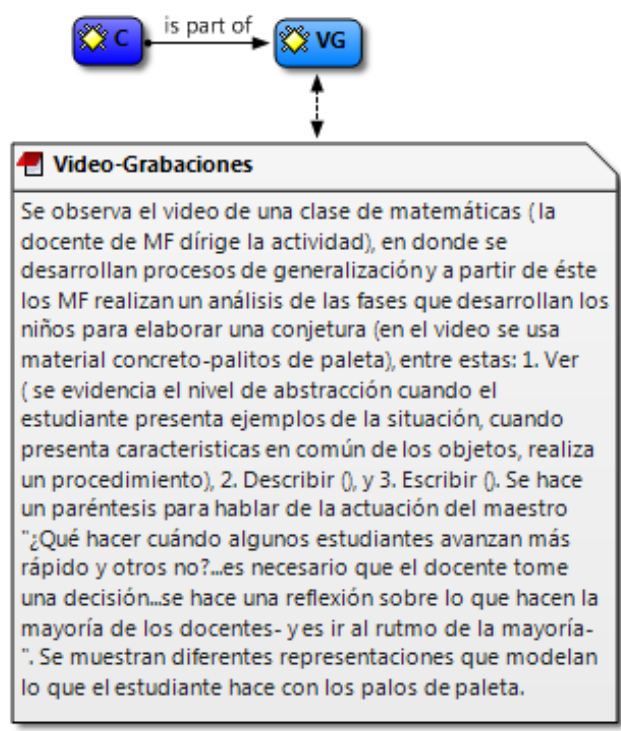 C
is part of
VG
Video-Grabaciones
Se observa el video de una clase de matemáticas ( la
docente de MF dírige la actividad), en donde se
desarrollan procesos de generalización y a partir de éste
los MF realizan un análisis de las fases que desarrollan los
niños para elaborar una conjetura (en el video se usa
material concreto-palitos de paleta), entre estas: 1. Ver
( se evidencia el nivel de abstracción cuando el
estudiante presenta ejemplos de la situación, cuando
presenta caracteristicas en común de los objetos, realiza
un procedimiento), 2. Describir (), y 3. Escribir (). Se hace
un paréntesis para hablar de la actuación del maestro
"¿Qué hacer cuándo algunos estudiantes avanzan más
rápido y otros no?...es necesario que el docente tome
una decisión...se hace una reflexión sobre lo que hacen la
mayoría de los docentes- y es ir al rutmo de la mayoría-
". Se muestran diferentes representaciones que modelan
lo que el estudiante hace con los palos de paleta.